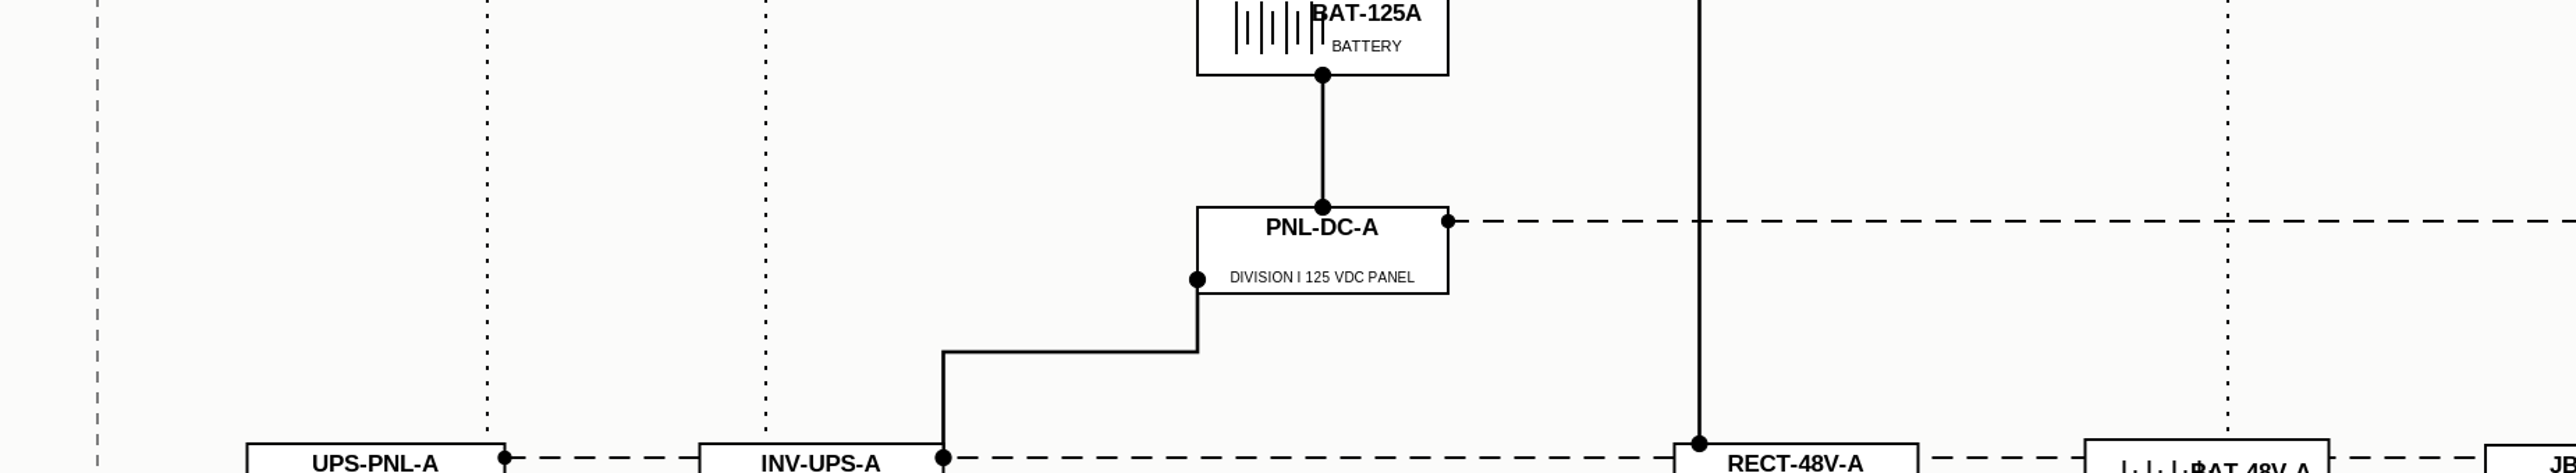 BAT-125A
BATTERY
PNL-DC-A
DIVISION I 125 VDC PANEL
UPS-PNL-A
INV-UPS-A
RECT-48V-A
BAT-48V-A